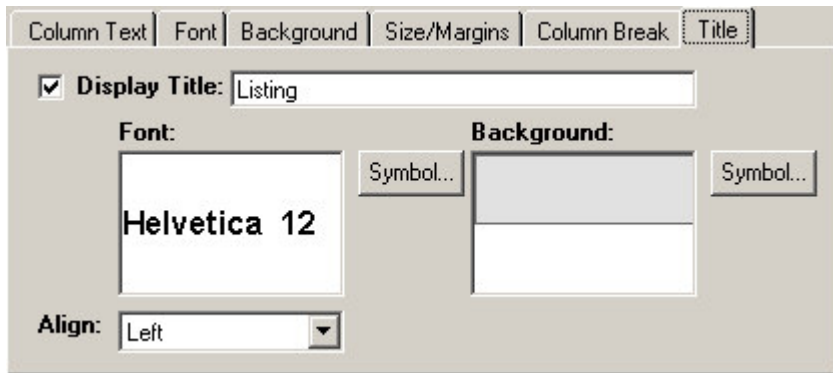 Column Text Font Background Size/Margins Column Break Title
Display Title: Listing
Font: Background:
Symbol... Symbol...
Helvetica 12
Align: Left